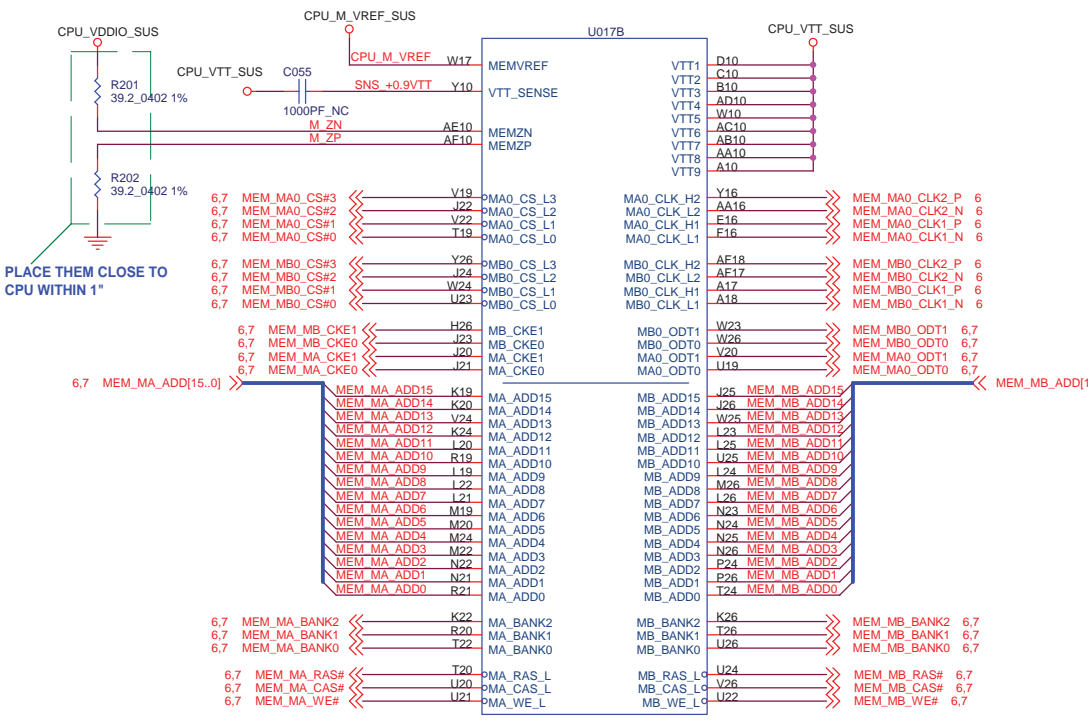 CPU_M_VREF_SUS
CPU_VDDIO_SUS
U017B
CPU_VTT_SUS
R201
39.2_0402 1%
CPU_VTT_SUS
C055
1000PF_NC
CPU_M_VREF W17 MEMVREF VTT1 D10
VTT2 C10
SNS_+0.9VTT Y10 VTT_SENSE VTT3 B10
VTT4 AD10
VTT5 W10
M_ZN AE10 MEMZN VTT6 AC10
M_ZP AF10 MEMZP VTT7 AB10
VTT8 AA10
VTT9 A10
R202
39.2_0402 1%
PLACE THEM CLOSE TO
CPU WITHIN 1"
6,7 MEM_MA0_CS#3 V19 MA0_CS_L3 MA0_CLK_H2 Y16 MEM_MA0_CLK2_P 6
6,7 MEM_MA0_CS#2 J22 MA0_CS_L2 MA0_CLK_L2 AA16 MEM_MA0_CLK2_N 6
6,7 MEM_MA0_CS#1 V22 MA0_CS_L1 MA0_CLK_H1 E16 MEM_MA0_CLK1_P 6
6,7 MEM_MA0_CS#0 T19 MA0_CS_L0 MA0_CLK_L1 F16 MEM_MA0_CLK1_N 6
6,7 MEM_MB0_CS#3 Y26 MB0_CS_L3 MB0_CLK_H2 AF18 MEM_MB0_CLK2_P 6
6,7 MEM_MB0_CS#2 J24 MB0_CS_L2 MB0_CLK_L2 AF17 MEM_MB0_CLK2_N 6
6,7 MEM_MB0_CS#1 W24 MB0_CS_L1 MB0_CLK_H1 A17 MEM_MB0_CLK1_P 6
6,7 MEM_MB0_CS#0 U23 MB0_CS_L0 MB0_CLK_L1 A18 MEM_MB0_CLK1_N 6
6,7 MEM_MB_CKE1 H26 MB_CKE1 MB0_ODT1 W23 MEM_MB0_ODT1 6,7
6,7 MEM_MB_CKE0 J23 MB_CKE0 MB0_ODT0 W26 MEM_MB0_ODT0 6,7
6,7 MEM_MA_CKE1 J20 MA_CKE1 MA0_ODT1 V20 MEM_MA0_ODT1 6,7
6,7 MEM_MA_CKE0 J21 MA_CKE0 MA0_ODT0 U19 MEM_MA0_ODT0 6,7
6,7 MEM_MA_ADD[15..0] MEM_MB_ADD[1
MEM_MA_ADD15 K19 MA_ADD15 MB_ADD15 J25 MEM_MB_ADD15
MEM_MA_ADD14 K20 MA_ADD14 MB_ADD14 J26 MEM_MB_ADD14
MEM_MA_ADD13 V24 MA_ADD13 MB_ADD13 W25 MEM_MB_ADD13
MEM_MA_ADD12 K24 MA_ADD12 MB_ADD12 L23 MEM_MB_ADD12
MEM_MA_ADD11 L20 MA_ADD11 MB_ADD11 L25 MEM_MB_ADD11
MEM_MA_ADD10 R19 MA_ADD10 MB_ADD10 U25 MEM_MB_ADD10
MEM_MA_ADD9 L19 MA_ADD9 MB_ADD9 L24 MEM_MB_ADD9
MEM_MA_ADD8 L22 MA_ADD8 MB_ADD8 M26 MEM_MB_ADD8
MEM_MA_ADD7 L21 MA_ADD7 MB_ADD7 L26 MEM_MB_ADD7
MEM_MA_ADD6 M19 MA_ADD6 MB_ADD6 N23 MEM_MB_ADD6
MEM_MA_ADD5 M20 MA_ADD5 MB_ADD5 N24 MEM_MB_ADD5
MEM_MA_ADD4 M24 MA_ADD4 MB_ADD4 N25 MEM_MB_ADD4
MEM_MA_ADD3 M22 MA_ADD3 MB_ADD3 N26 MEM_MB_ADD3
MEM_MA_ADD2 N22 MA_ADD2 MB_ADD2 P24 MEM_MB_ADD2
MEM_MA_ADD1 N21 MA_ADD1 MB_ADD1 P26 MEM_MB_ADD1
MEM_MA_ADD0 R21 MA_ADD0 MB_ADD0 T24 MEM_MB_ADD0
6,7 MEM_MA_BANK2 K22 MA_BANK2 MB_BANK2 K26 MEM_MB_BANK2 6,7
6,7 MEM_MA_BANK1 R20 MA_BANK1 MB_BANK1 T26 MEM_MB_BANK1 6,7
6,7 MEM_MA_BANK0 T22 MA_BANK0 MB_BANK0 U26 MEM_MB_BANK0 6,7
6,7 MEM_MA_RAS# T20 MA_RAS_L MB_RAS_L U24 MEM_MB_RAS# 6,7
6,7 MEM_MA_CAS# U20 MA_CAS_L MB_CAS_L V26 MEM_MB_CAS# 6,7
6,7 MEM_MA_WE# U21 MA_WE_L MB_WE_L U22 MEM_MB_WE# 6,7